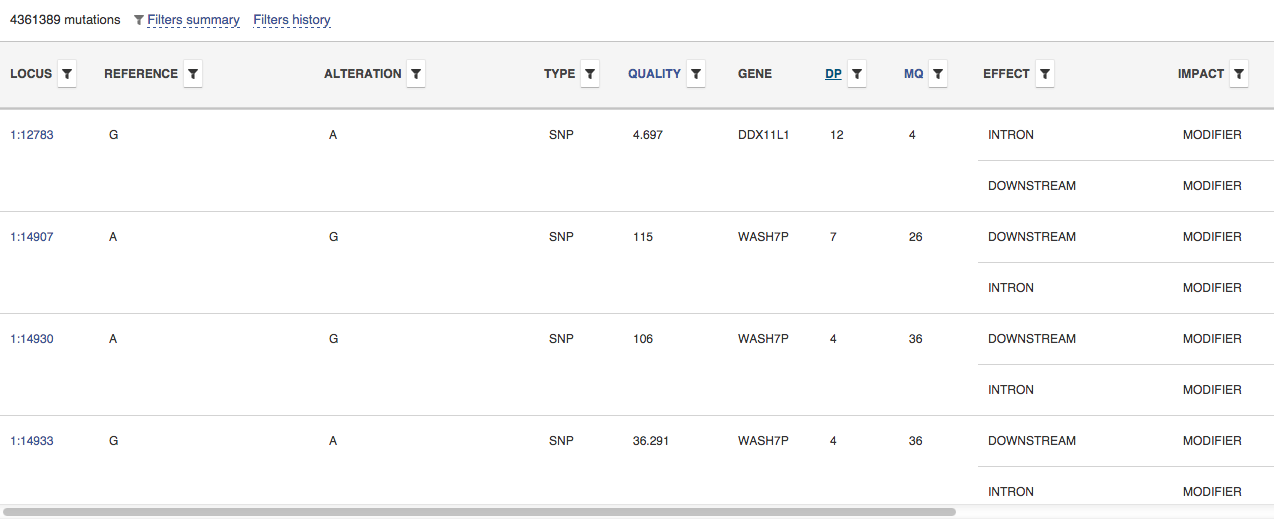 4361389 mutations Filters summary Filters history
LOCUS REFERENCE ALTERATION TYPE QUALITY GENE DP MQ EFFECT IMPACT
1:12783 G A SNP 4.697 DDX11L1 12 4 INTRON MODIFIER
DOWNSTREAM MODIFIER
1:14907 A G SNP 115 WASH7P 7 26 DOWNSTREAM MODIFIER
INTRON MODIFIER
1:14930 A G SNP 106 WASH7P 4 36 DOWNSTREAM MODIFIER
INTRON MODIFIER
1:14933 G A SNP 36.291 WASH7P 4 36 DOWNSTREAM MODIFIER
INTRON MODIFIER